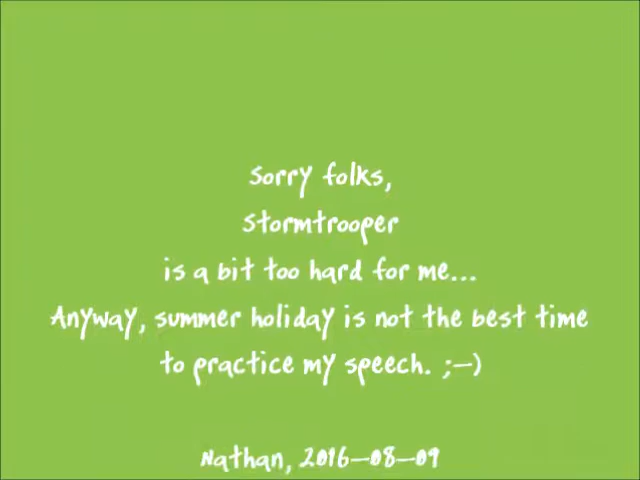 Sorry folks,
Stormtrooper
is a bit too hard for me...
Anyway, summer holiday is not the best time
to practice my speech. ;-)
Nathan, 2016-08-09